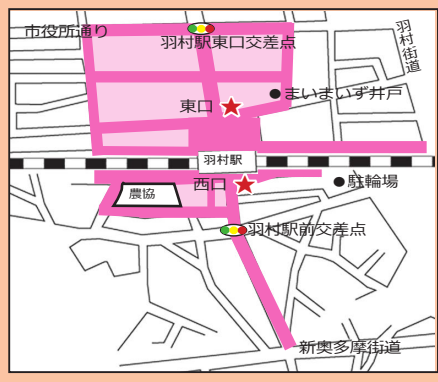 市役所通り
羽村駅東口交差点
羽村街道
まいまいず井戸
東口
羽村駅
西口
駐輪場
農協
羽村駅前交差点
新奥多摩街道